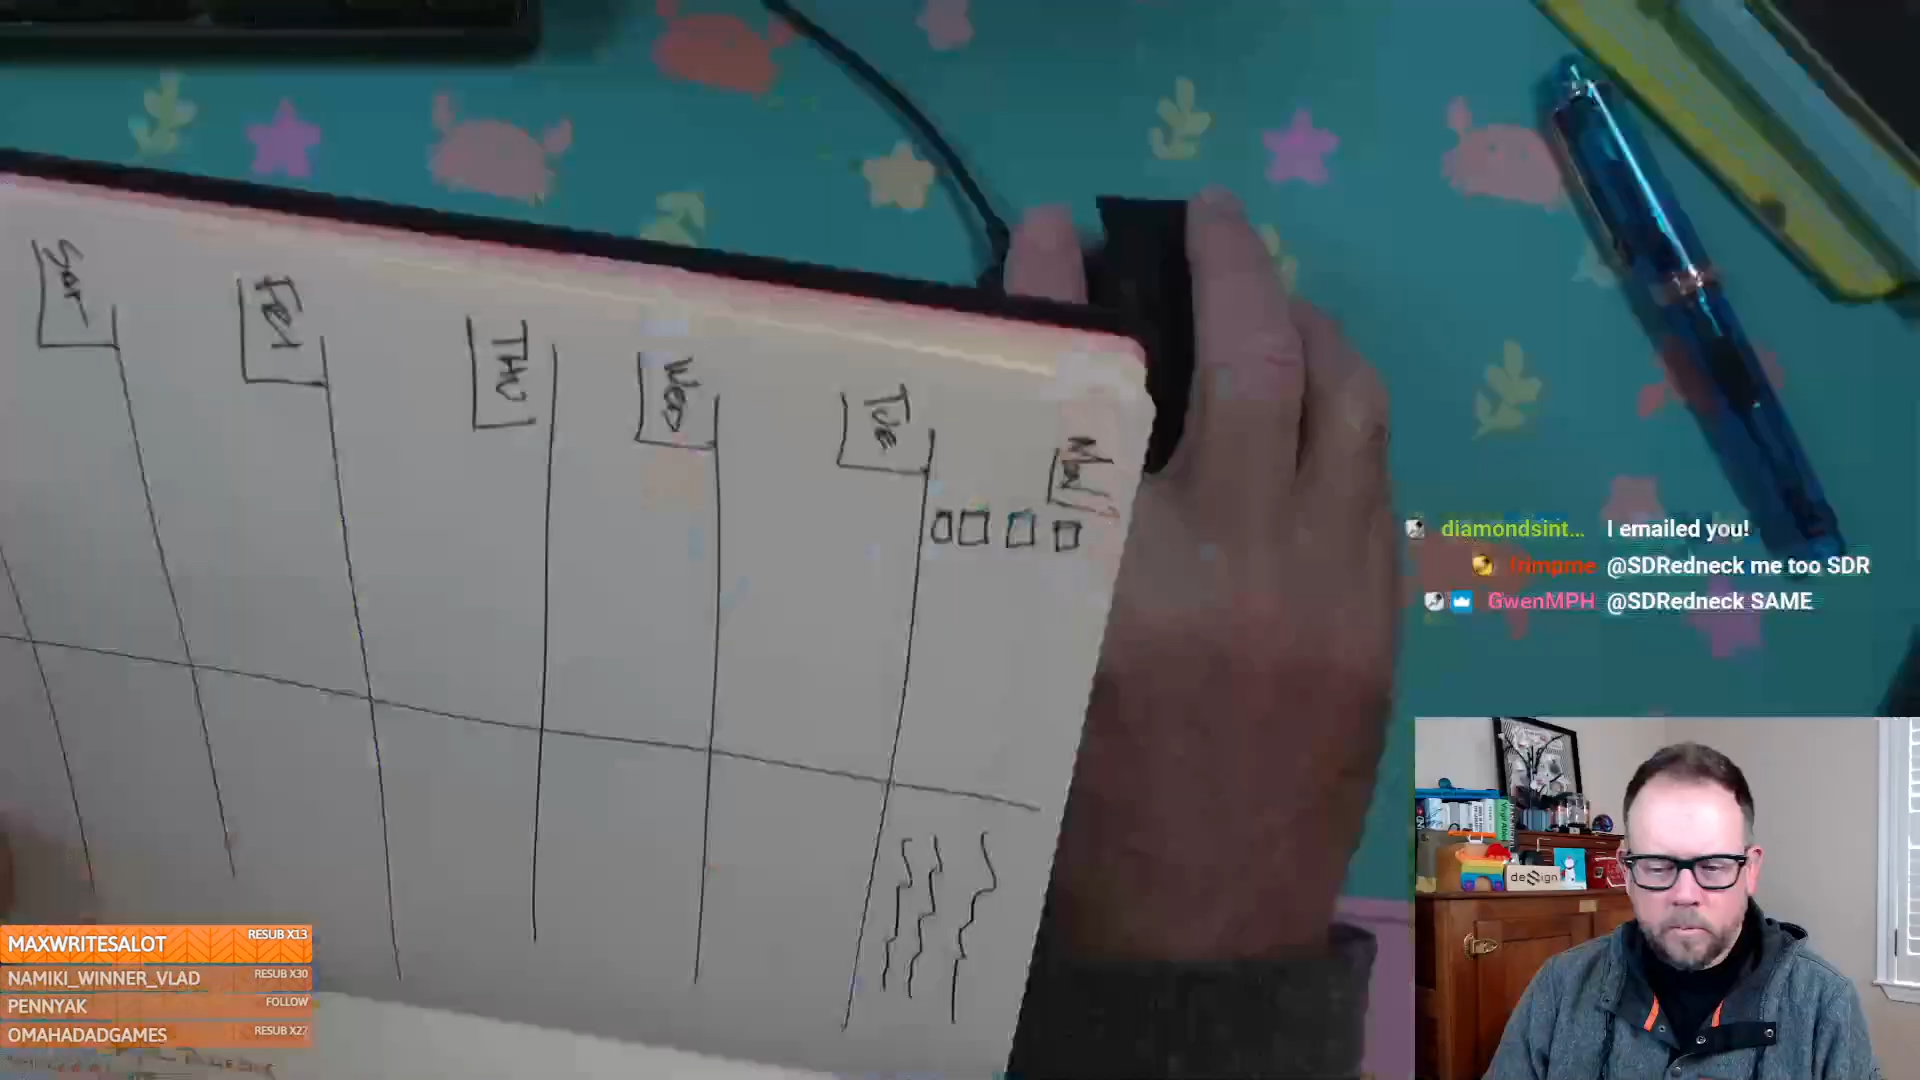 Mon
Tue
Wed
THU
FRI
SAT
diamondsint... I emailed you!
Irimpme @SDRedneck me too SDR
GwenMPH @SDRedneck SAME
MAXWRITESALOT RESUB X13
NAMIKI_WINNER_VLAD RESUB X30
PENNYAK FOLLOW
OMAHADADGAMES RESUB X27